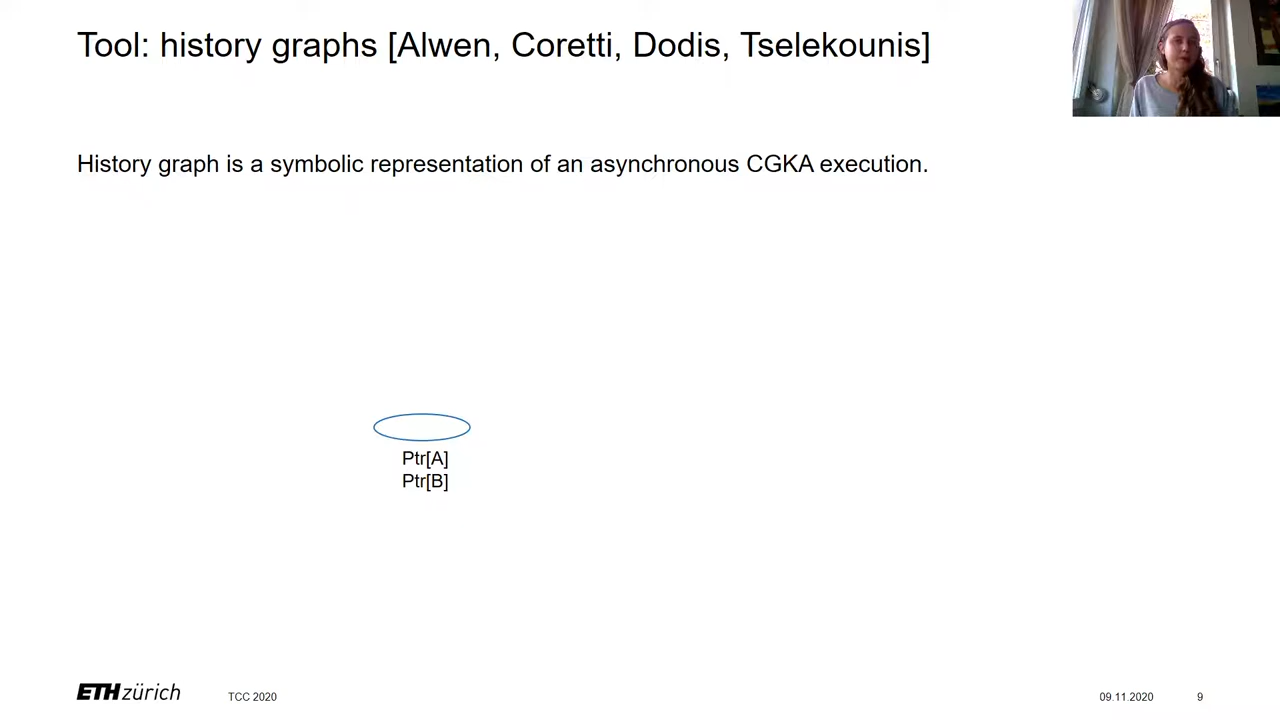 Tool: history graphs [Alwen, Coretti, Dodis, Tselekounis]
History graph is a symbolic representation of an asynchronous CGKA execution.
Ptr[A]
Ptr[B]
ETH zürich
TCC 2020
09.11.2020
9